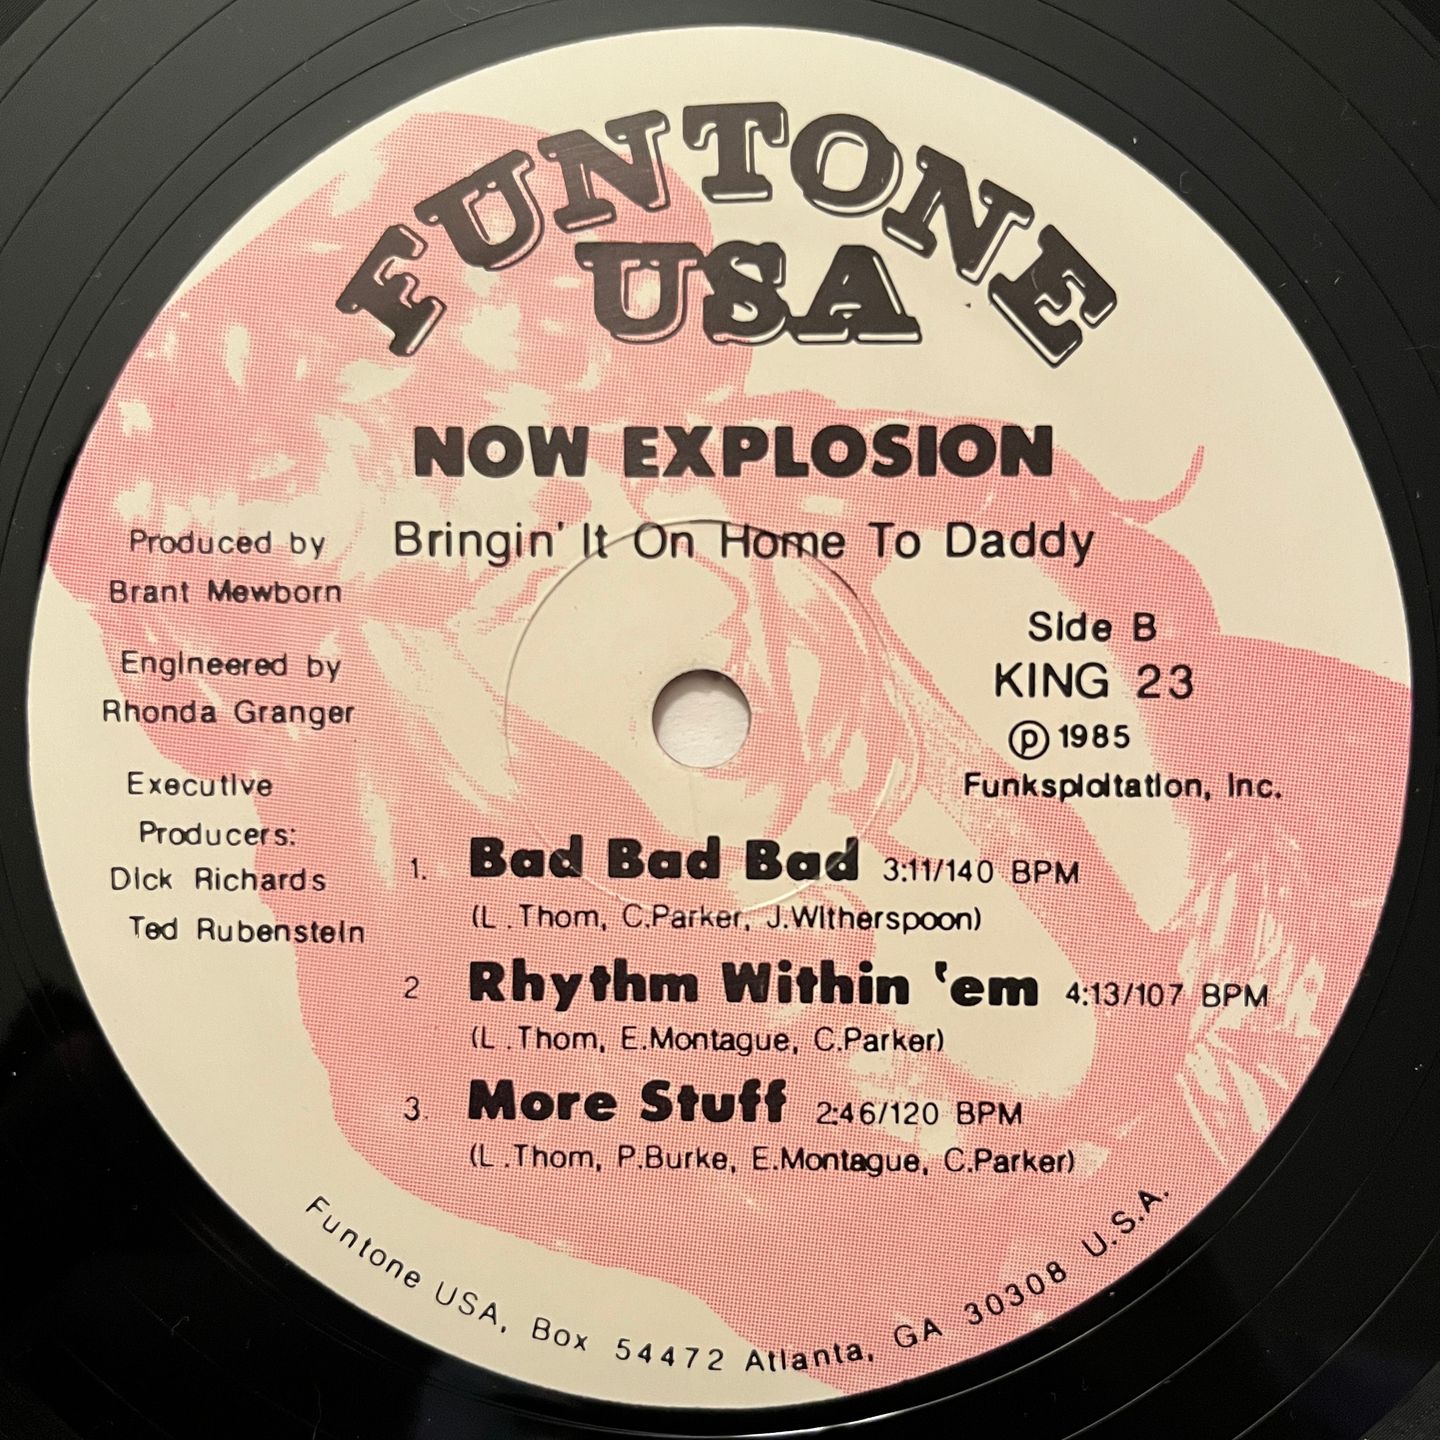 FUNTONE
USA
NOW EXPLOSION
Bringin' It On Home To Daddy
Produced by
Brant Mewborn
Engineered by
Rhonda Granger
Executive
Producers:
Dick Richards
Ted Rubenstein
Side B
KING 23
℗ 1985
Funksploitation, Inc.
1. Bad Bad Bad 3:11/140 BPM
(L.Thom, C.Parker, J.Witherspoon)
2 Rhythm Within 'em 4:13/107 BPM
(L.Thom, E.Montague, C.Parker)
3. More Stuff 2:46/120 BPM
(L.Thom, P.Burke, E.Montague, C.Parker)
Funtone USA, Box 54472 Atlanta, GA 30308 U.S.A.